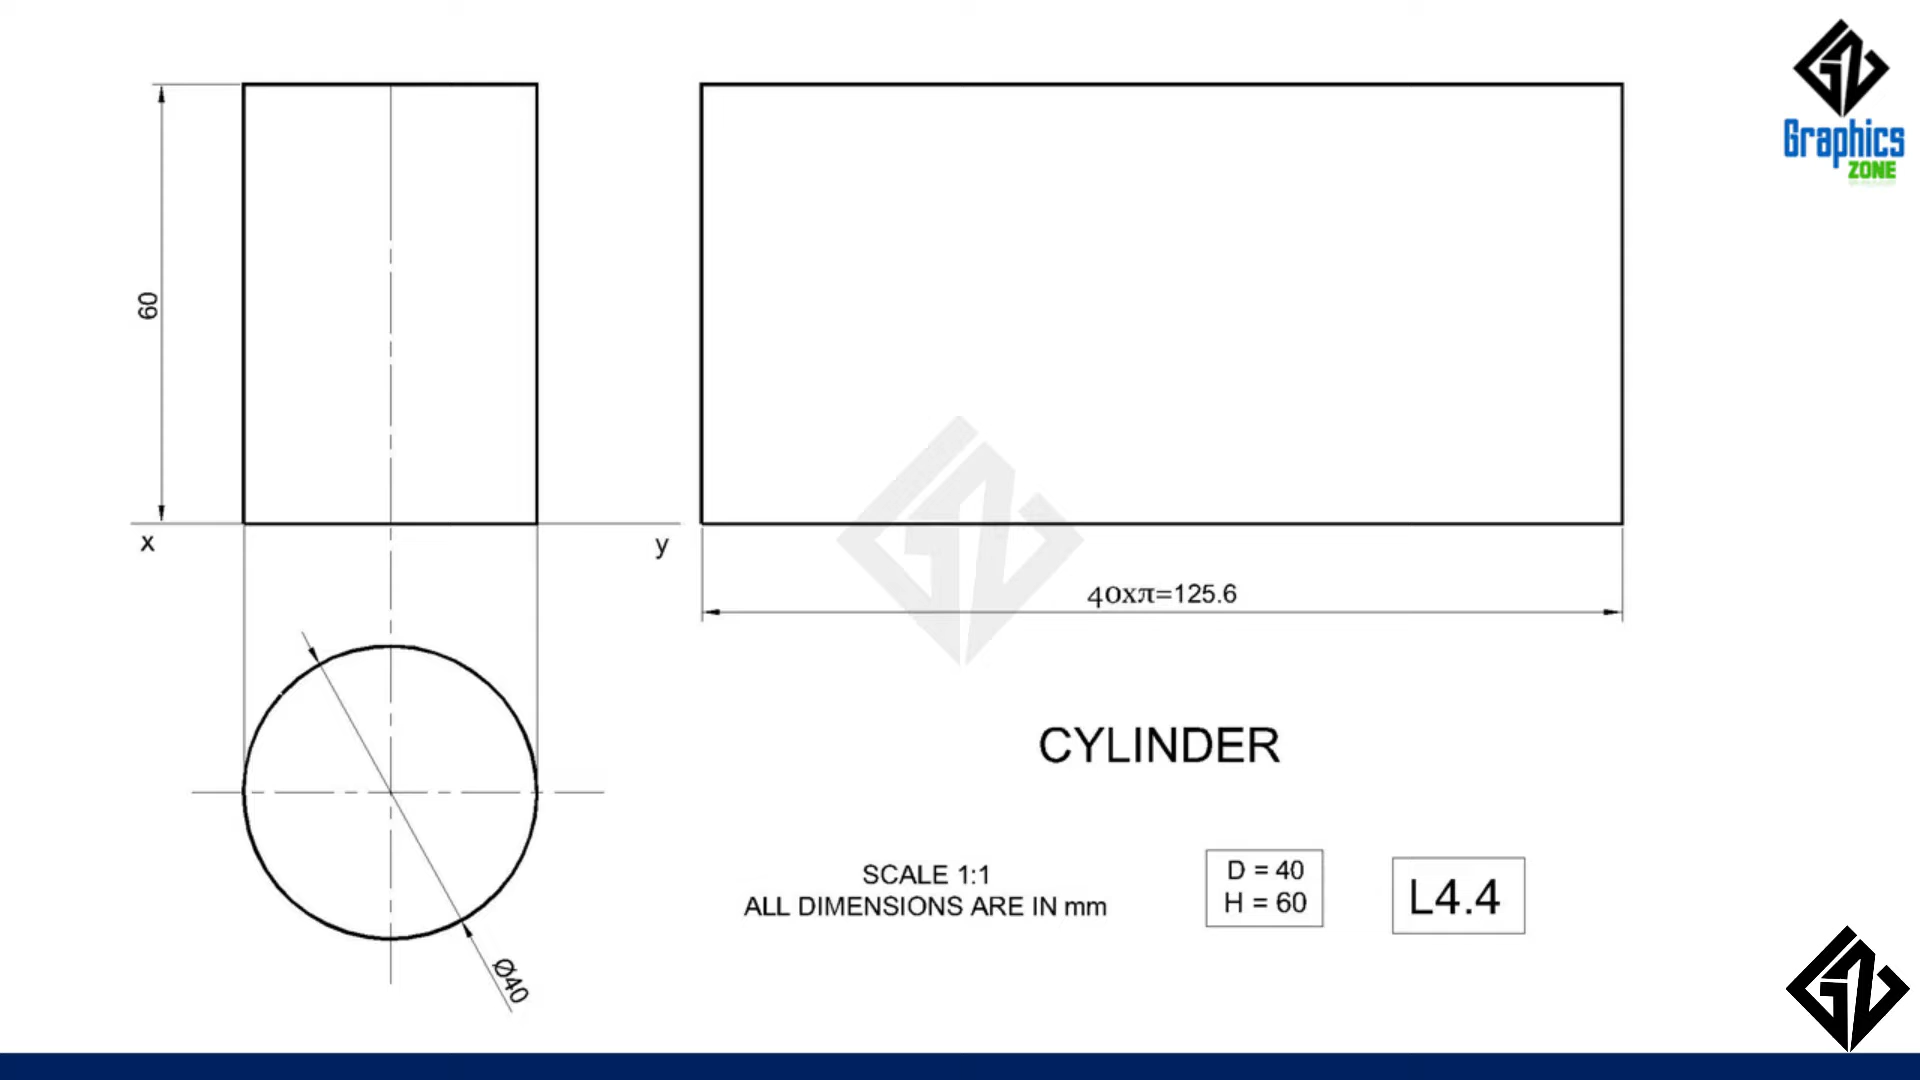 Graphics
ZONE
60
x
y
40xπ=125.6
CYLINDER
SCALE 1:1
ALL DIMENSIONS ARE IN mm
D = 40
H = 60
L4.4
Ø40